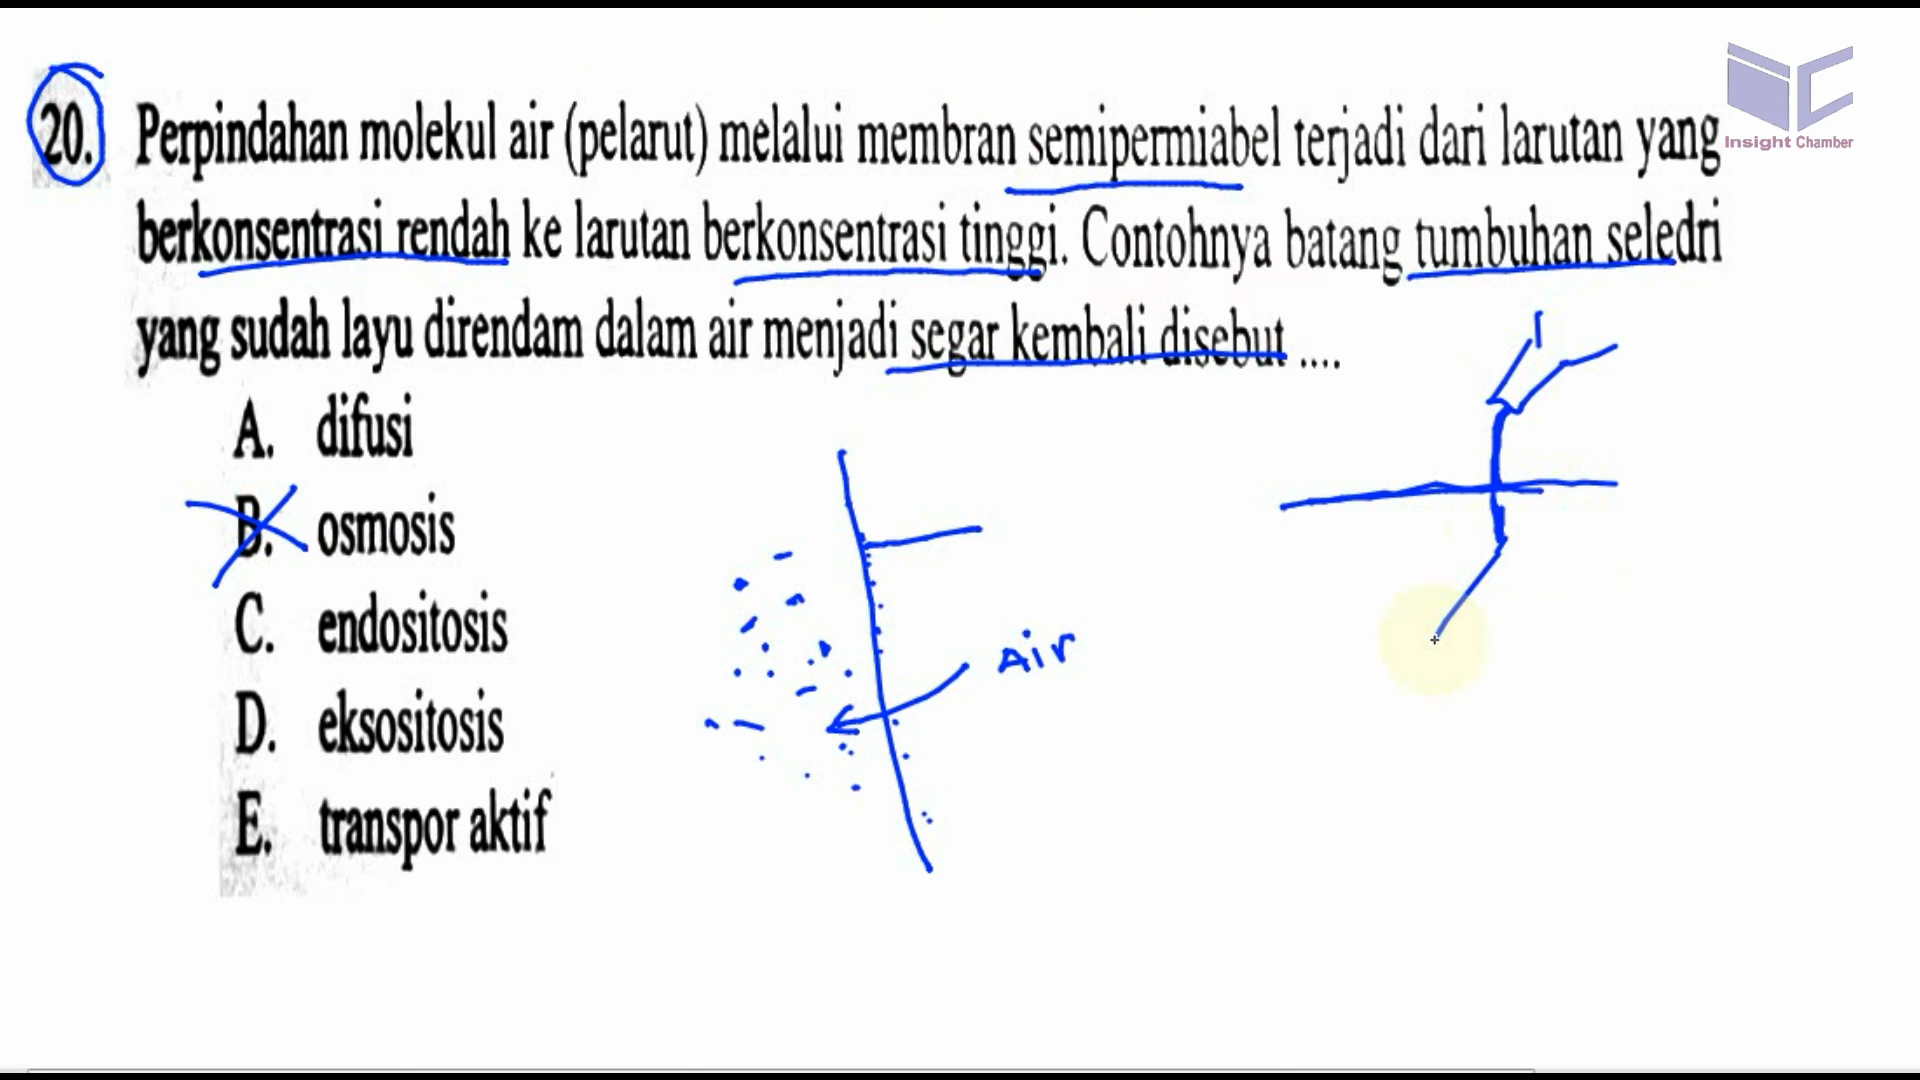 Insight Chamber
20. Perpindahan molekul air (pelarut) melalui membran semipermiabel terjadi dari larutan yang
berkonsentrasi rendah ke larutan berkonsentrasi tinggi. Contohnya batang tumbuhan seledri
yang sudah layu direndam dalam air menjadi segar kembali disebut ....
A. difusi
B. osmosis
C. endositosis
D. eksositosis
E. transpor aktif
Air